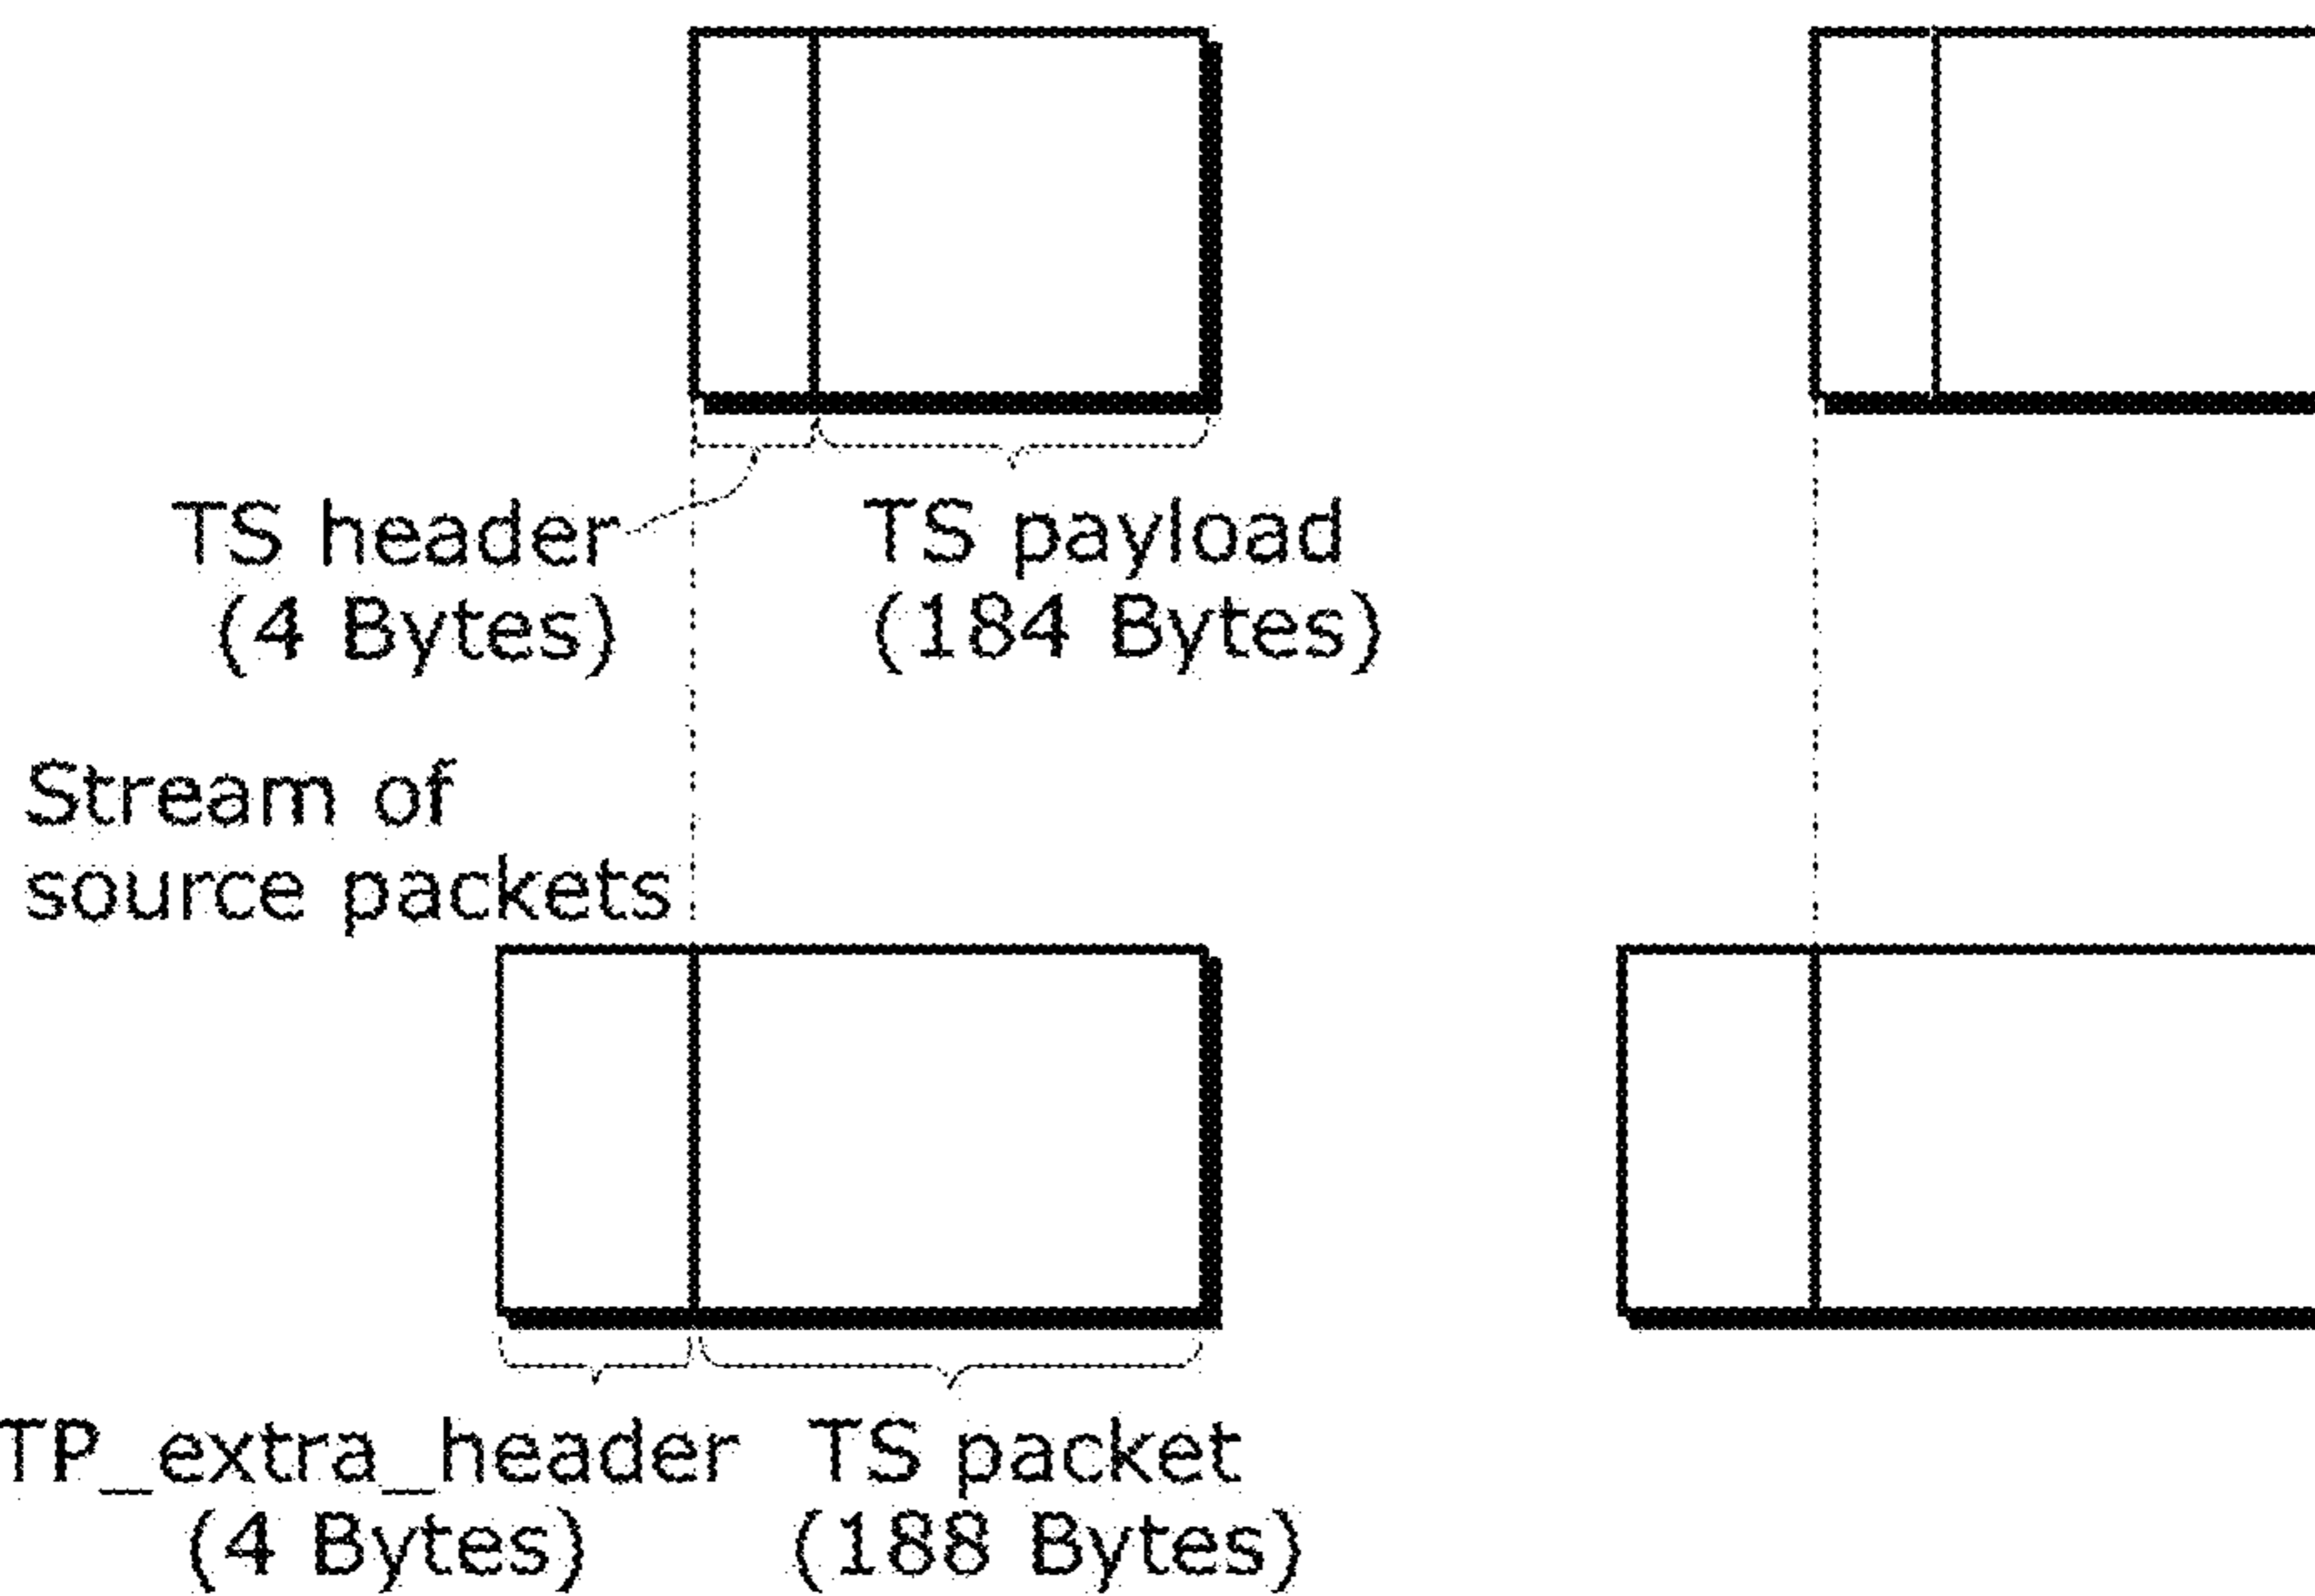 TS header
(4 Bytes)
TS payload
(184 Bytes)
Stream of
source packets
TP_extra_header
(4 Bytes)
TS packet
(188 Bytes)